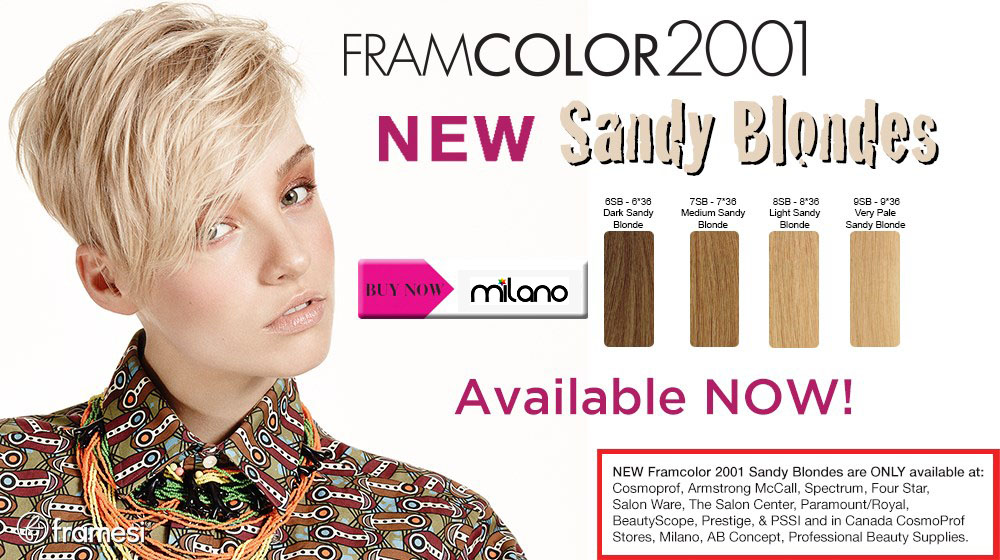 FRAMCOLOR2001
NEW Sandy Blondes
6SB - 6*36
Dark Sandy
Blonde
7SB - 7*36
Medium Sandy
Blonde
8SB - 8*36
Light Sandy
Blonde
9SB - 9*36
Very Pale
Sandy Blonde
BUY NOW milano
Available NOW!
NEW Framcolor 2001 Sandy Blondes are ONLY available at:
Cosmoprof, Armstrong McCall, Spectrum, Four Star,
Salon Ware, The Salon Center, Paramount/Royal,
BeautyScope, Prestige, & PSSI and in Canada CosmoProf
Stores, Milano, AB Concept, Professional Beauty Supplies.
framesi